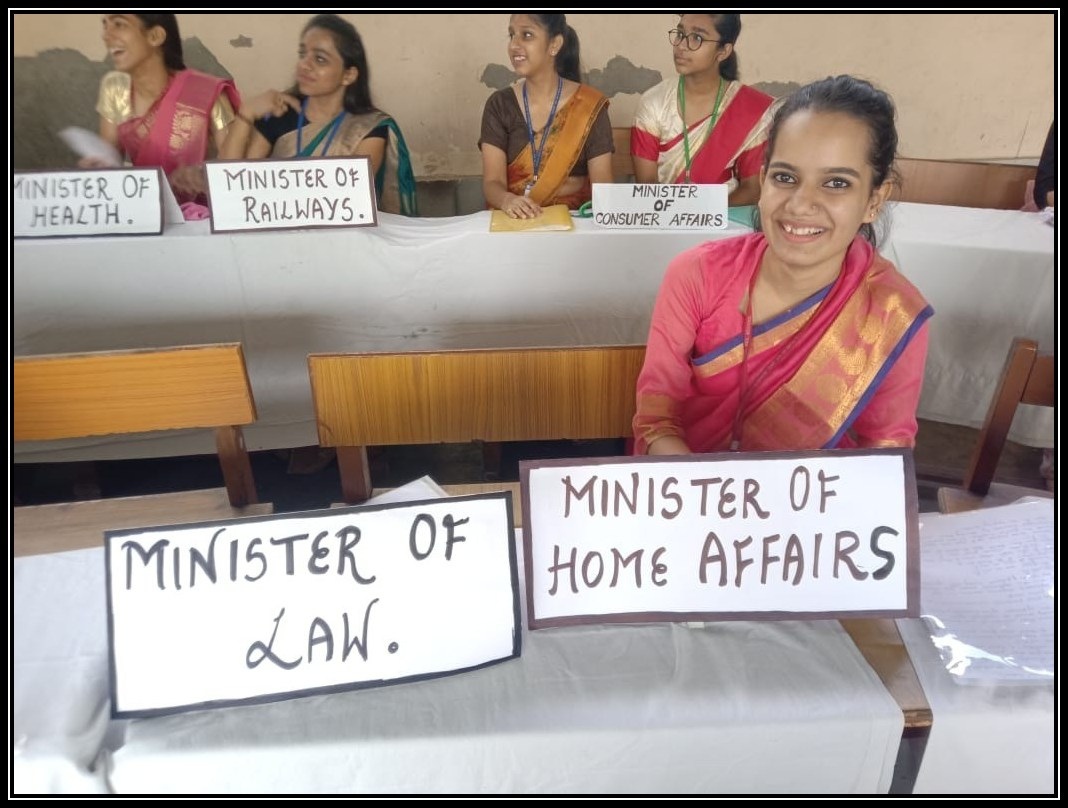 MINISTER OF
HEALTH.
MINISTER OF
RAILWAYS.
MINISTER
OF
CONSUMER AFFAIRS
MINISTER OF
LAW.
MINISTER OF
HOME AFFAIRS